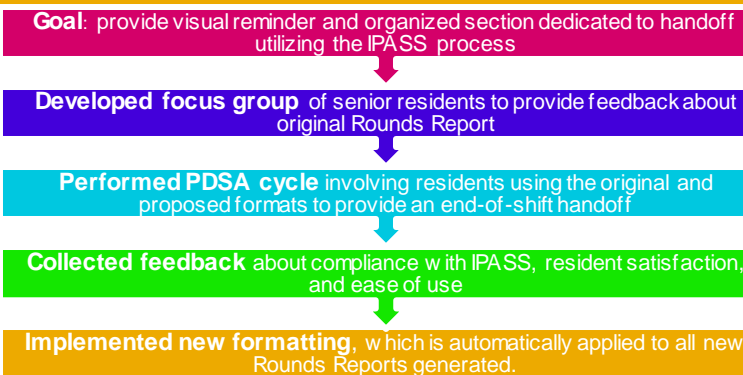 Goal: provide visual reminder and organized section dedicated to handoff
utilizing the IPASS process
Developed focus group of senior residents to provide feedback about
original Rounds Report
Performed PDSA cycle involving residents using the original and
proposed formats to provide an end-of-shift handoff
Collected feedback about compliance with IPASS, resident satisfaction,
and ease of use
Implemented new formatting, which is automatically applied to all new
Rounds Reports generated.